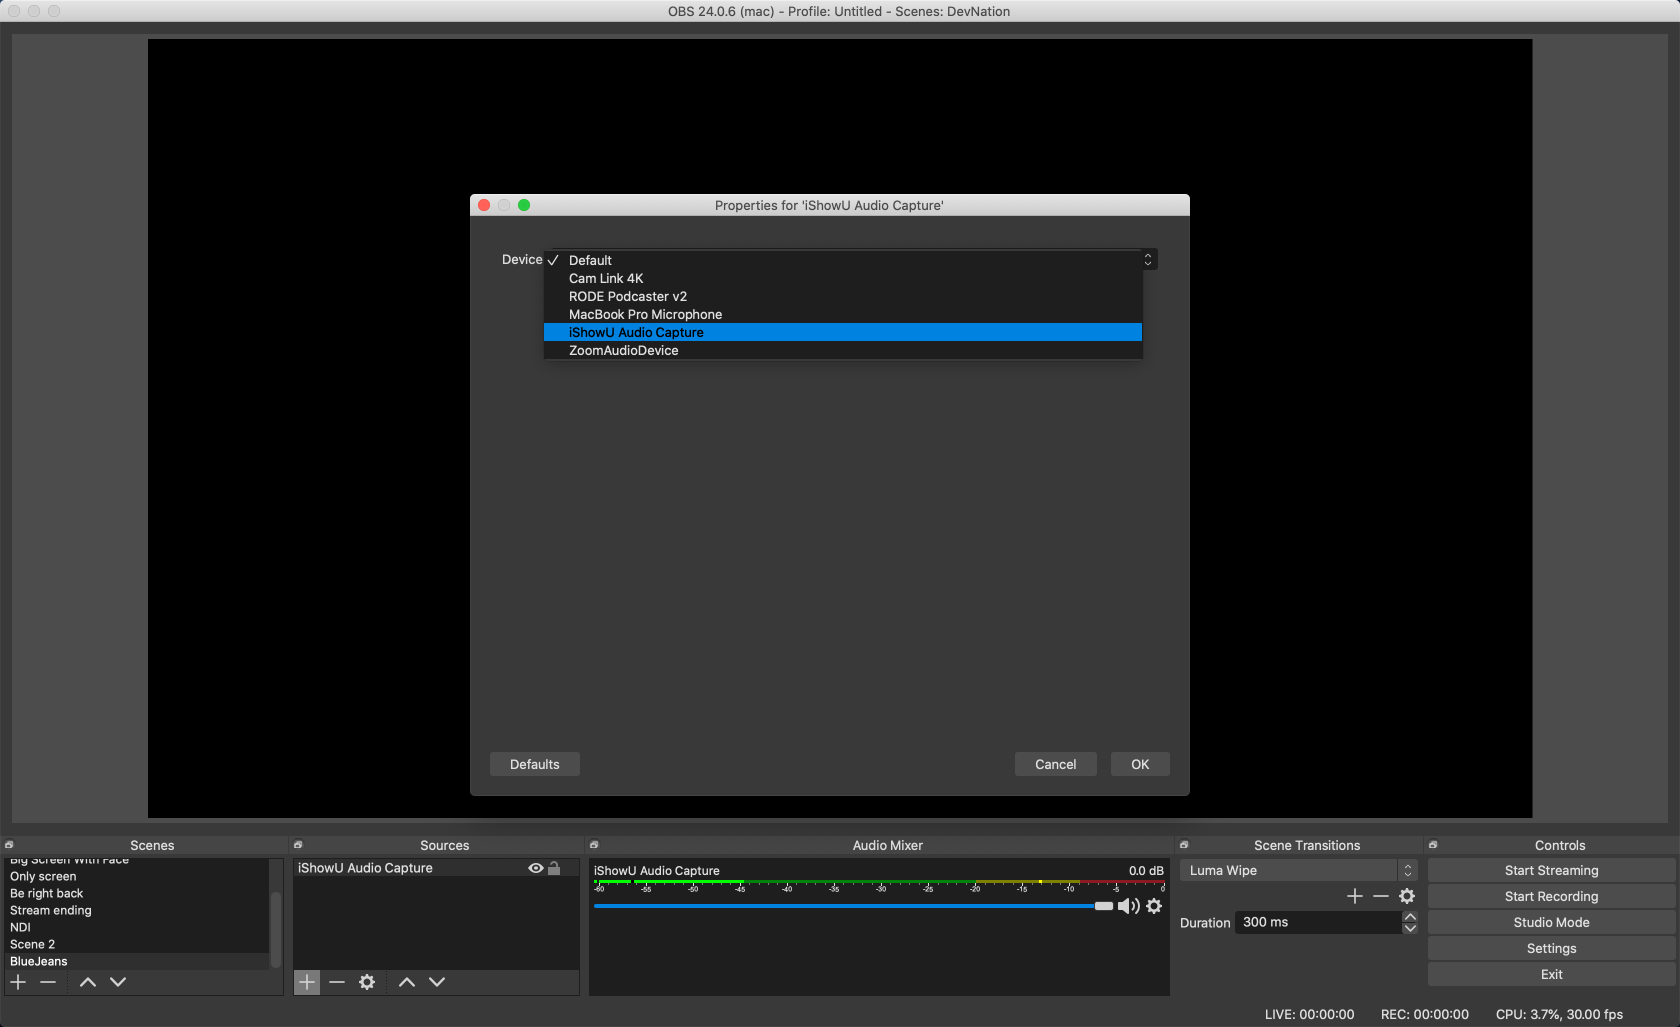 OBS 24.0.6 (mac) - Profile: Untitled - Scenes: DevNation
Properties for 'iShowU Audio Capture'
Device ✓ Default
Cam Link 4K
RODE Podcaster v2
MacBook Pro Microphone
iShowU Audio Capture
ZoomAudioDevice
Defaults
Cancel
OK
Scenes
Big Screen With Face
Only screen
Be right back
Stream ending
NDI
Scene 2
BlueJeans
Sources
iShowU Audio Capture
Audio Mixer
iShowU Audio Capture 0.0 dB
-60 -55 -50 -45 -40 -35 -30 -25 -20 -15 -10 -5 0
Scene Transitions
Luma Wipe
Duration 300 ms
Controls
Start Streaming
Start Recording
Studio Mode
Settings
Exit
LIVE: 00:00:00 REC: 00:00:00 CPU: 3.7%, 30.00 fps